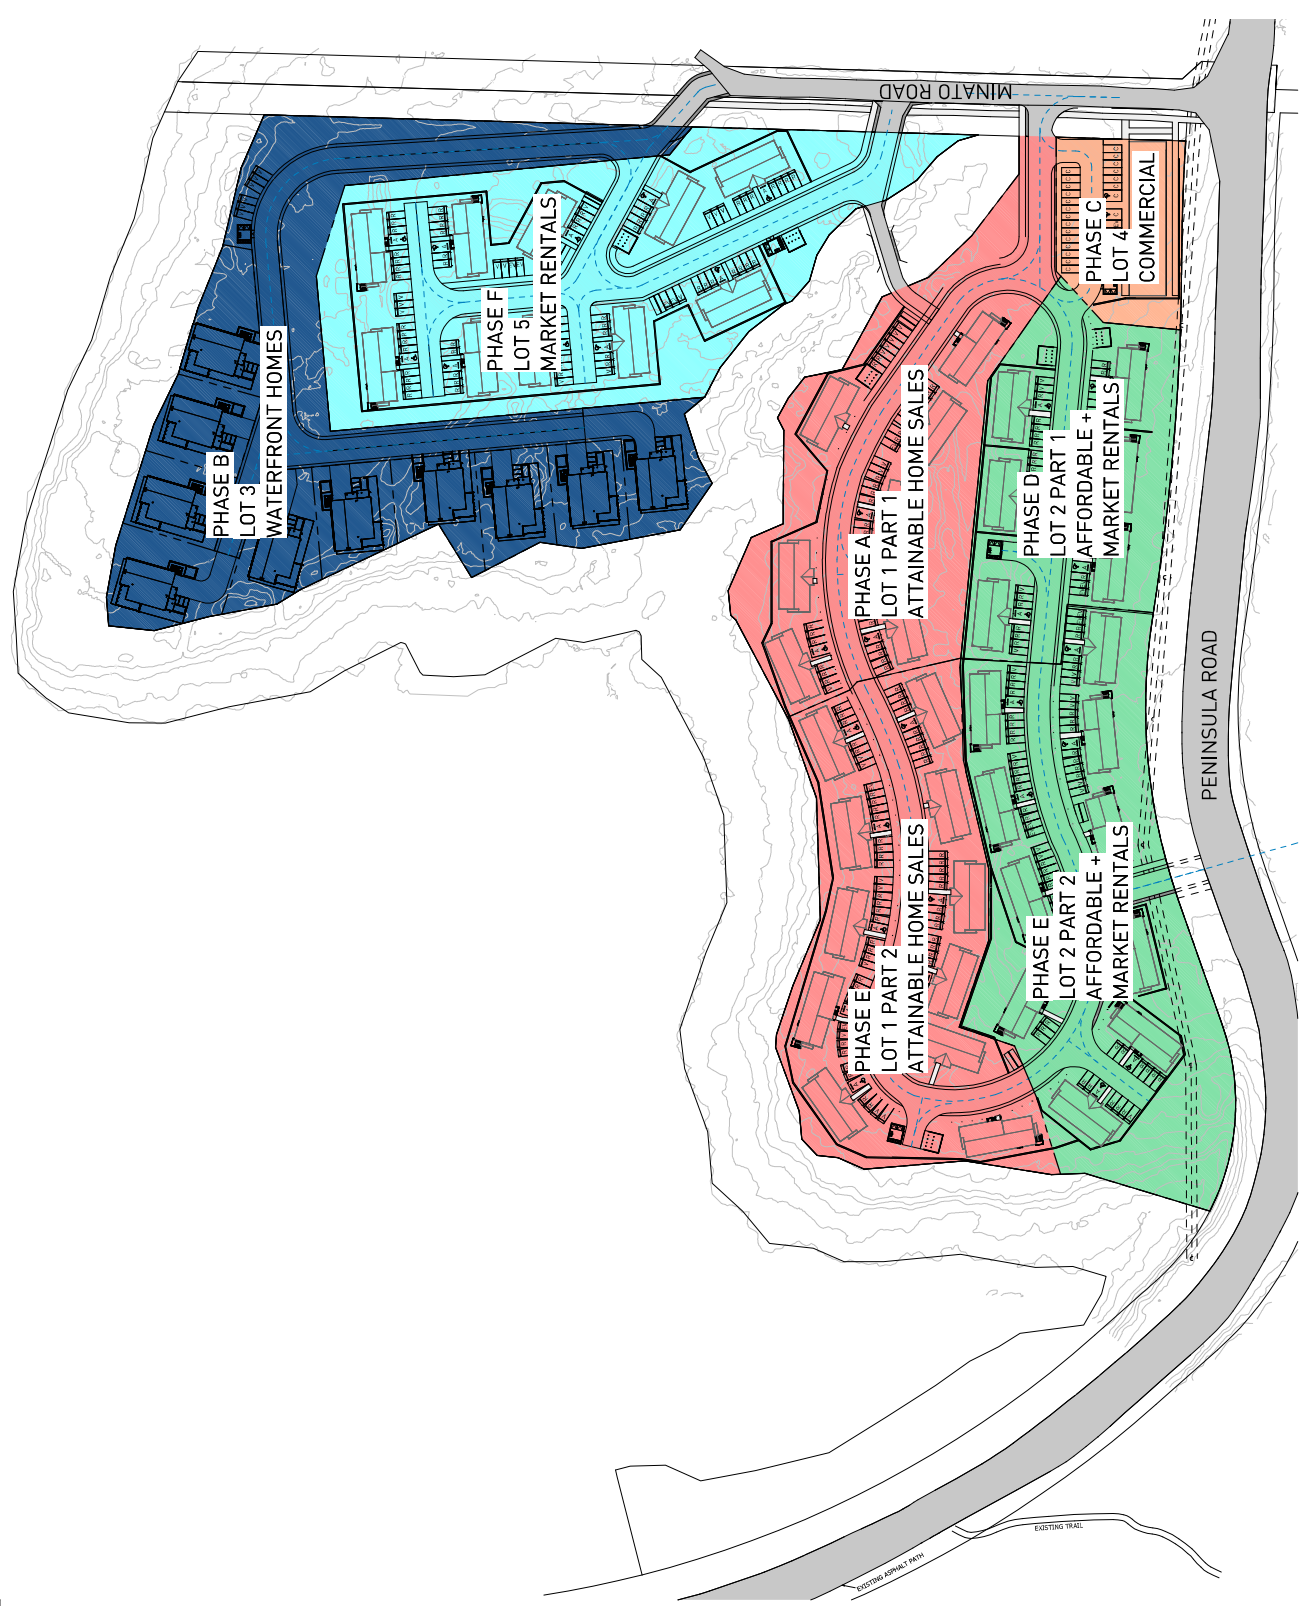 MINATO ROAD
PHASE C
LOT 4
COMMERCIAL
PHASE F
LOT 5
MARKET RENTALS
PHASE B
LOT 3
WATERFRONT HOMES
PHASE A
LOT 1 PART 1
ATTAINABLE HOME SALES
PHASE D
LOT 2 PART 1
AFFORDABLE +
MARKET RENTALS
PENINSULA ROAD
PHASE E
LOT 1 PART 2
ATTAINABLE HOME SALES
PHASE E
LOT 2 PART 2
AFFORDABLE +
MARKET RENTALS
EXISTING TRAIL
EXISTING ASPHALT PATH